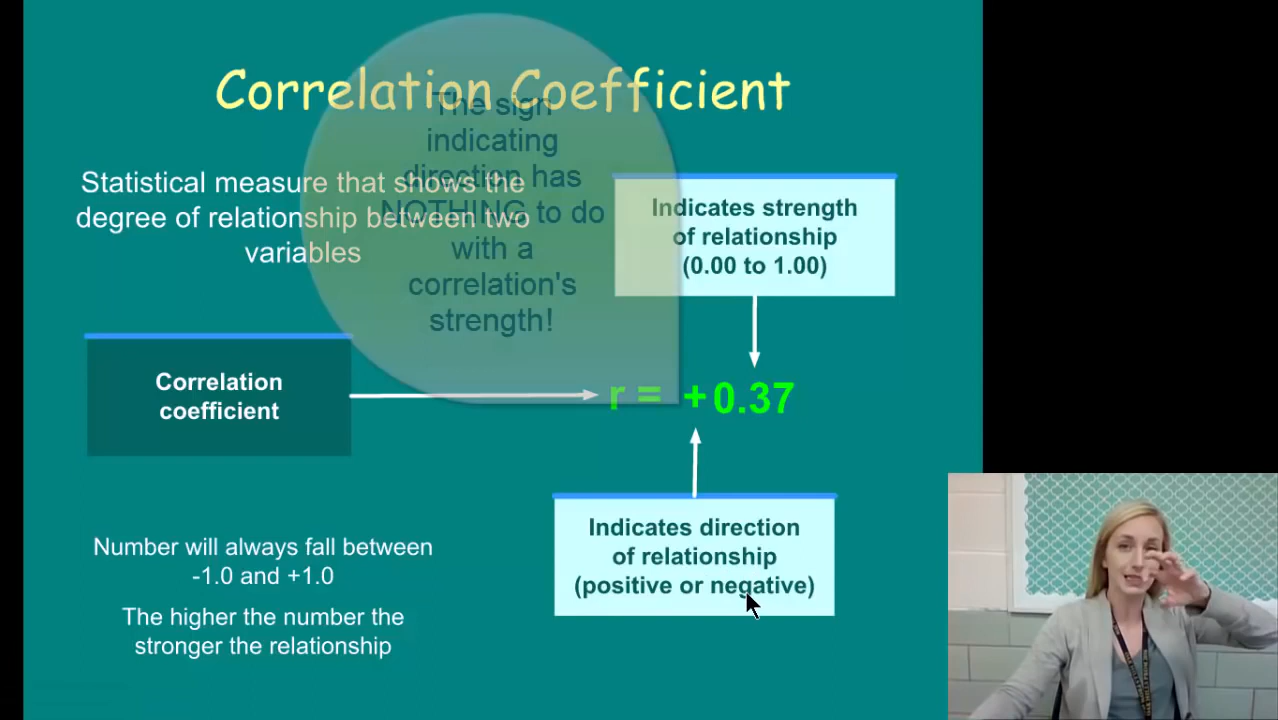 Correlation Coefficient
The sign
indicating
direction has
NOTHING to do
with a
correlation's
strength!
Statistical measure that shows the
degree of relationship between two
variables
Indicates strength
of relationship
(0.00 to 1.00)
Correlation
coefficient
r = +0.37
Indicates direction
of relationship
(positive or negative)
Number will always fall between
-1.0 and +1.0
The higher the number the
stronger the relationship